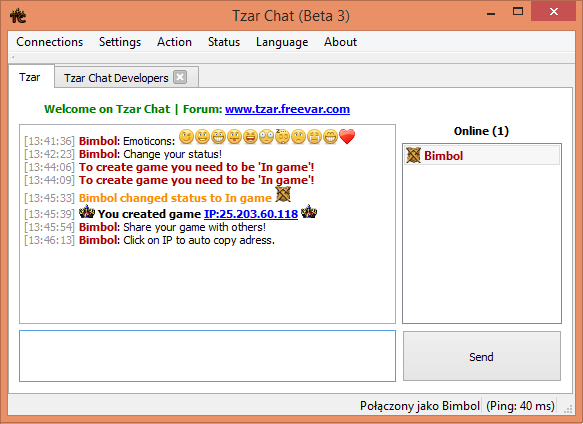 Tzar Chat (Beta 3)
Connections Settings Action Status Language About
Tzar Tzar Chat Developers
Welcome on Tzar Chat | Forum: www.tzar.freevar.com
Online (1)
Bimbol
[13:41:36] Bimbol: Emoticons:
[13:42:23] Bimbol: Change your status!
[13:44:06] To create game you need to be 'In game'!
[13:44:09] To create game you need to be 'In game'!
[13:45:33] Bimbol changed status to In game
[13:45:39] You created game IP:25.203.60.118
[13:45:54] Bimbol: Share your game with others!
[13:46:13] Bimbol: Click on IP to auto copy adress.
Send
Połączony jako Bimbol (Ping: 40 ms)